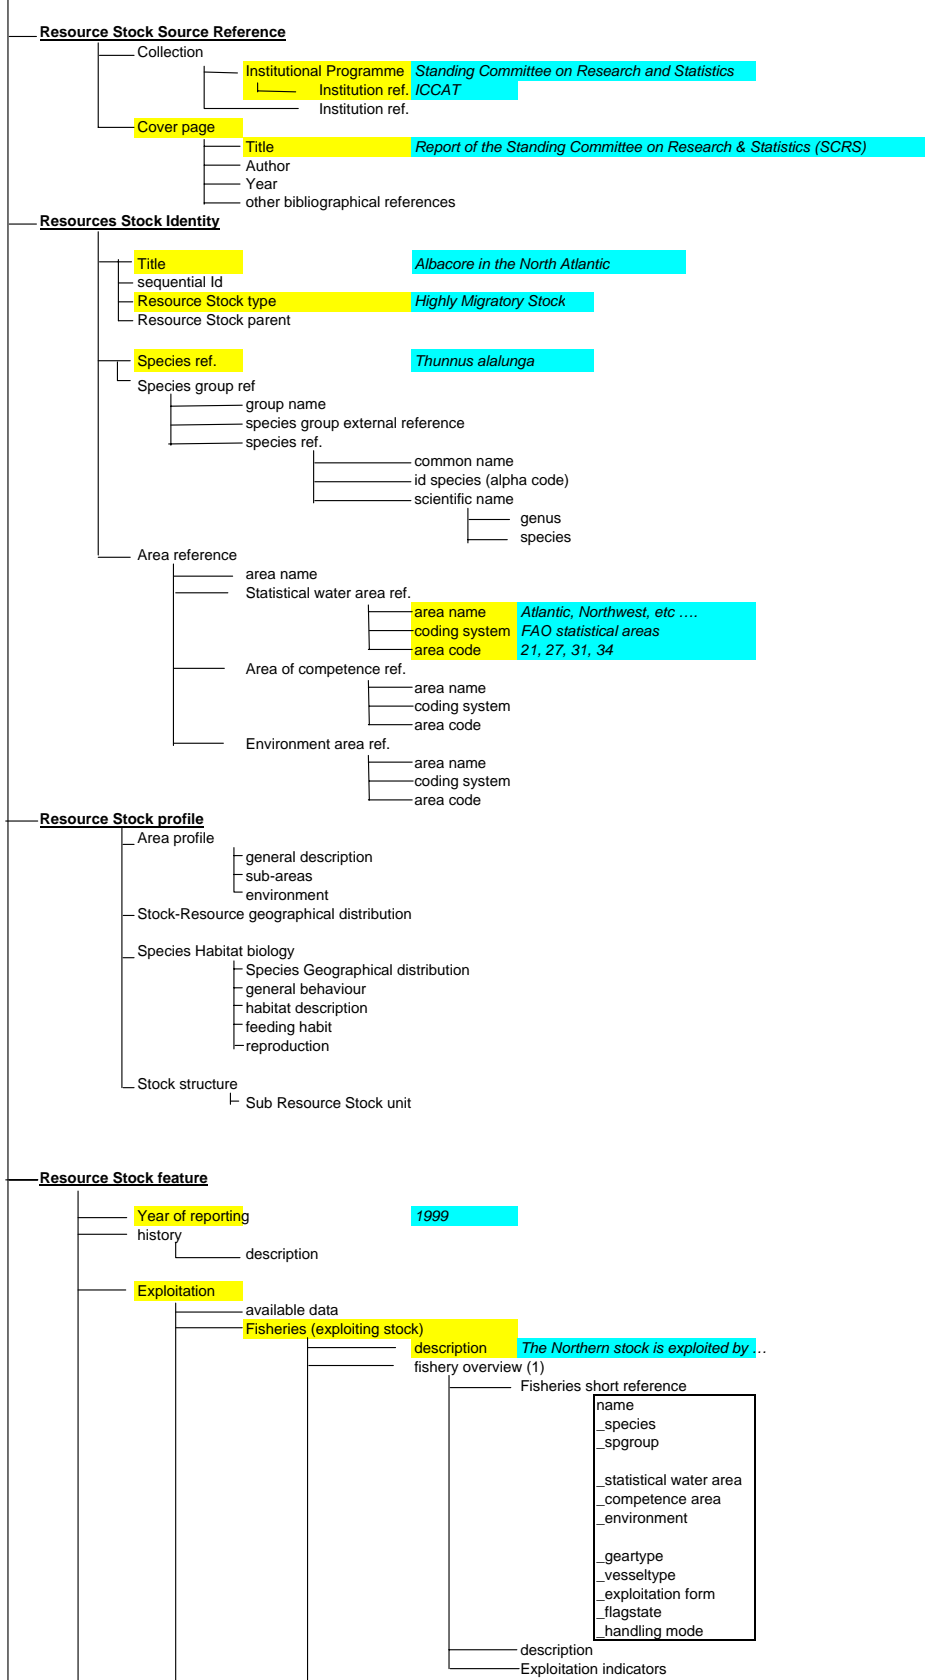 Resource Stock Source Reference
Collection
Institutional Programme Standing Committee on Research and Statistics
Institution ref. ICCAT
Institution ref.
Cover page
Title Report of the Standing Committee on Research & Statistics (SCRS)
Author
Year
other bibliographical references
Resources Stock Identity
Title Albacore in the North Atlantic
sequential Id
Resource Stock type Highly Migratory Stock
Resource Stock parent
Species ref. Thunnus alalunga
Species group ref
group name
species group external reference
species ref.
common name
id species (alpha code)
scientific name
genus
species
Area reference
area name
Statistical water area ref.
area name Atlantic, Northwest, etc ….
coding system FAO statistical areas
area code 21, 27, 31, 34
Area of competence ref.
area name
coding system
area code
Environment area ref.
area name
coding system
area code
Resource Stock profile
Area profile
general description
sub-areas
environment
Stock-Resource geographical distribution
Species Habitat biology
Species Geographical distribution
general behaviour
habitat description
feeding habit
reproduction
Stock structure
Sub Resource Stock unit
Resource Stock feature
Year of reporting 1999
history
description
Exploitation
available data
Fisheries (exploiting stock)
description The Northern stock is exploited by …
fishery overview (1)
Fisheries short reference
name
_species
_spgroup
_statistical water area
_competence area
_environment
_geartype
_vesseltype
_exploitation form
_flagstate
_handling mode
description
Exploitation indicators